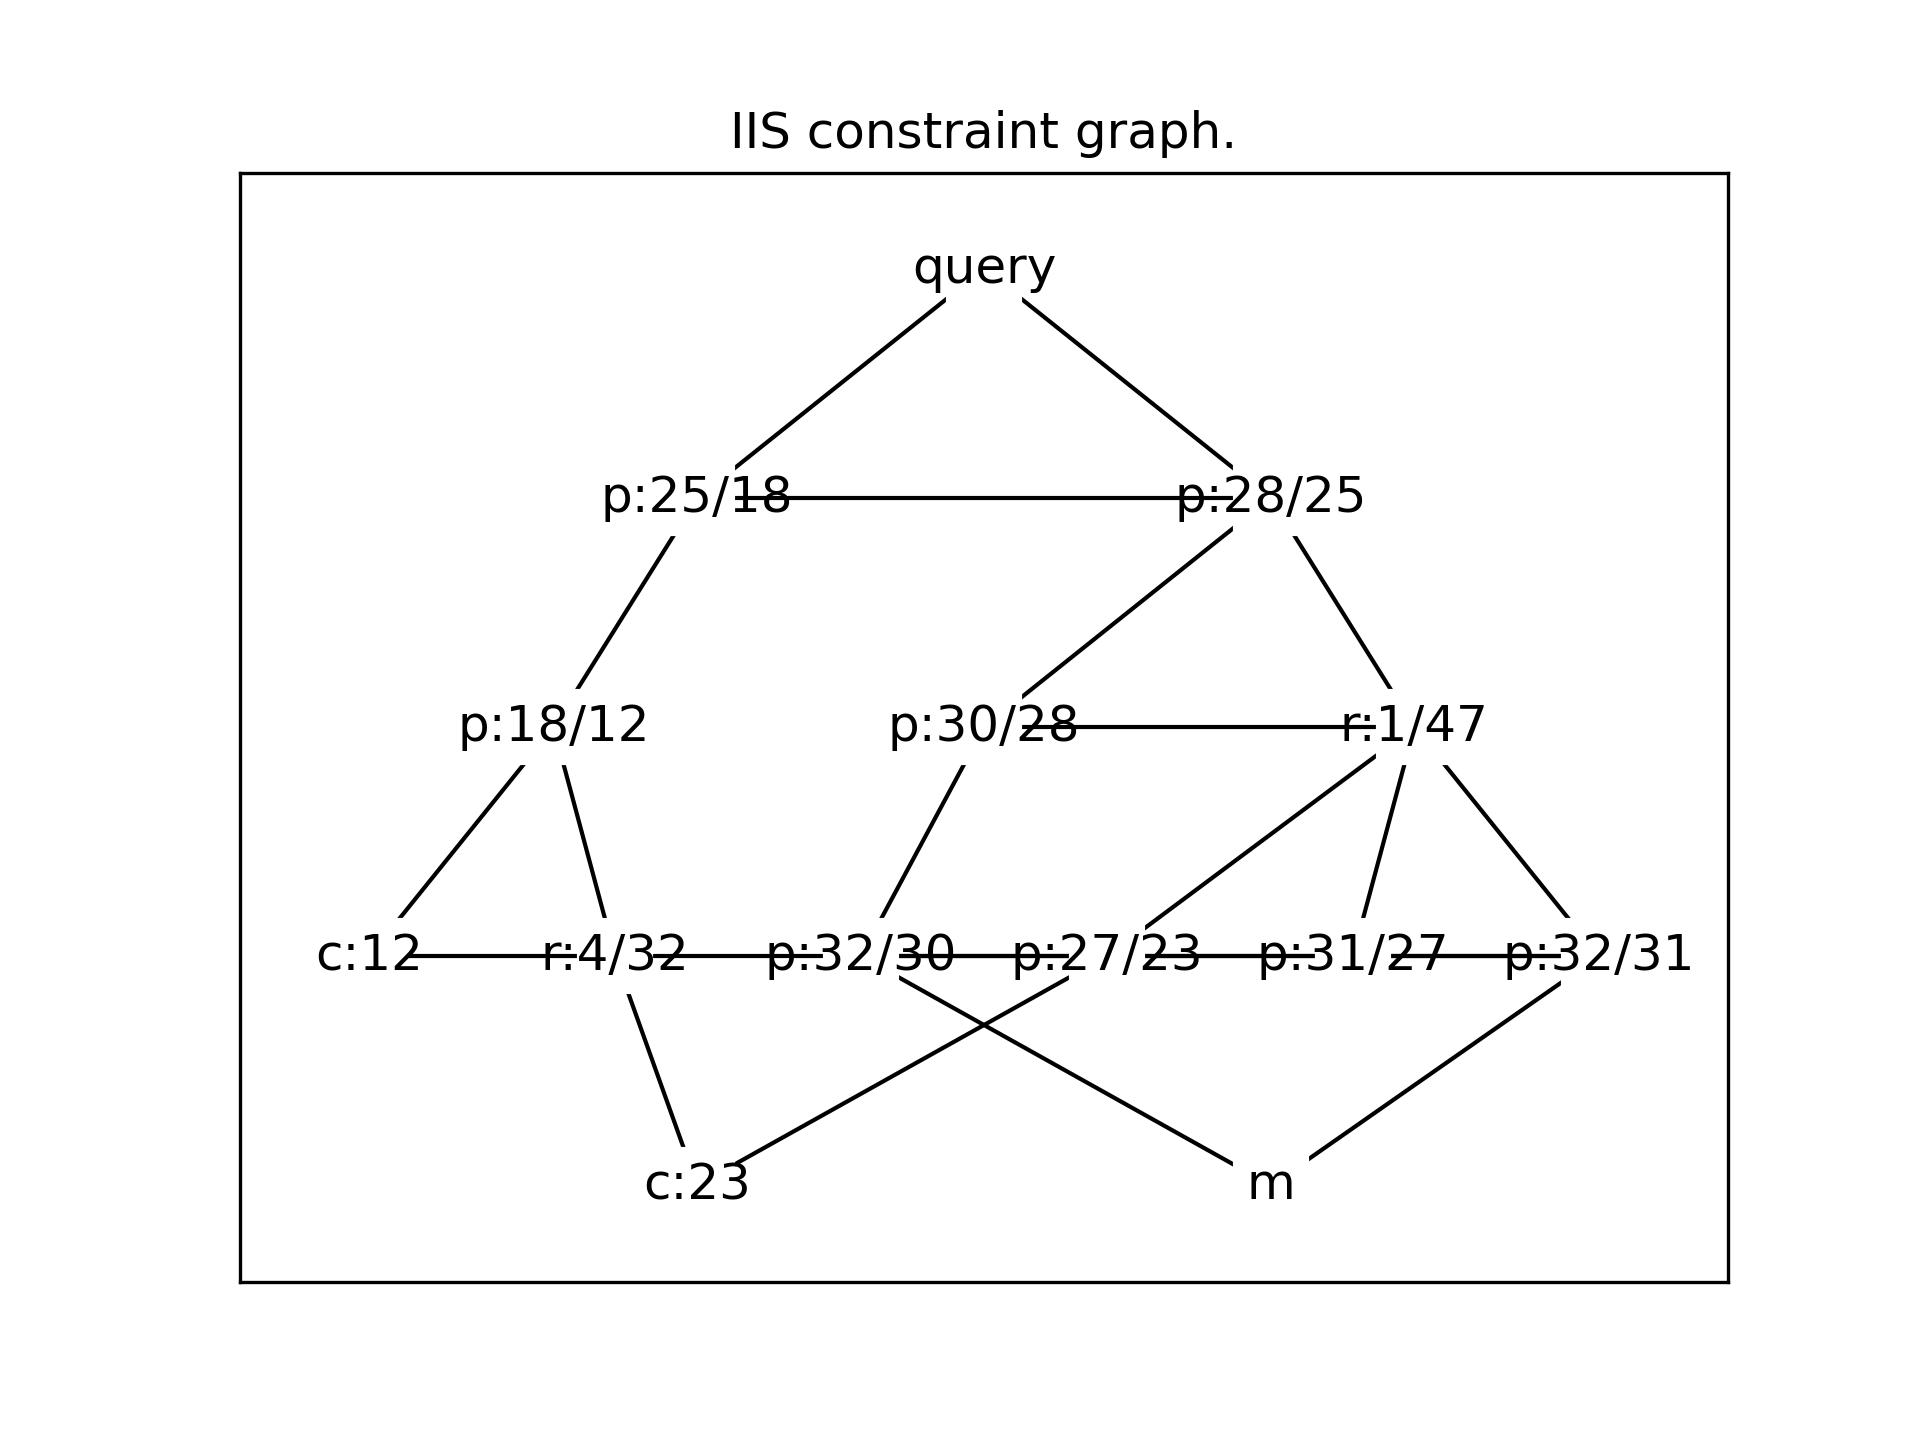 IIS constraint graph.
query
p:25/18 p:28/25
p:18/12 p:30/28 r:1/47
c:12 r:4/32 p:32/30 p:27/23 p:31/27 p:32/31
c:23 m